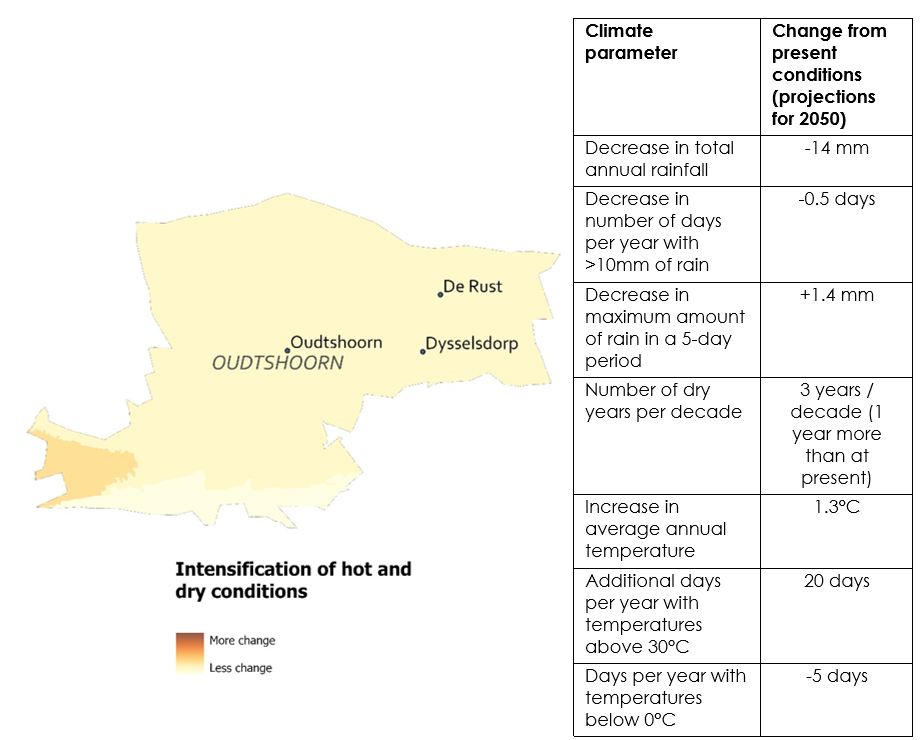 De Rust
Oudtshoorn
Dysselsdorp
OUDTSHOORN
Intensification of hot and
dry conditions
More change
Less change
Climate
parameter
Change from
present
conditions
(projections
for 2050)
Decrease in total
annual rainfall
-14 mm
Decrease in
number of days
per year with
>10mm of rain
-0.5 days
Decrease in
maximum amount
of rain in a 5-day
period
+1.4 mm
Number of dry
years per decade
3 years /
decade (1
year more
than at
present)
Increase in
average annual
temperature
1.3°C
Additional days
per year with
temperatures
above 30°C
20 days
Days per year with
temperatures
below 0°C
-5 days